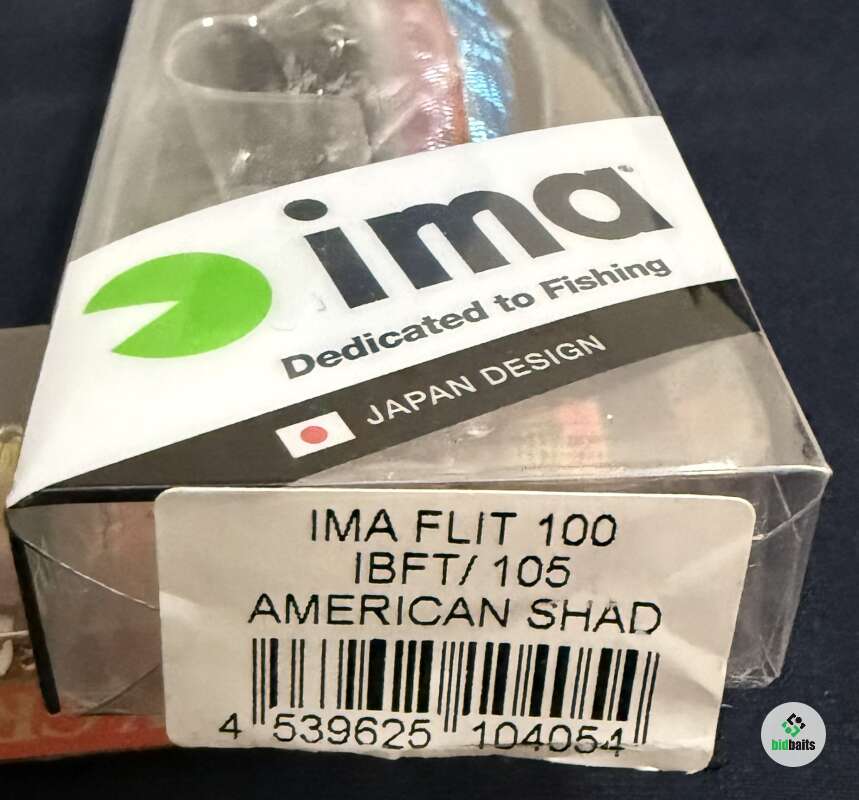 ima®
Dedicated to Fishing
JAPAN DESIGN
IMA FLIT 100
IBFT/ 105
AMERICAN SHAD
4 539625 104054
bidbaits